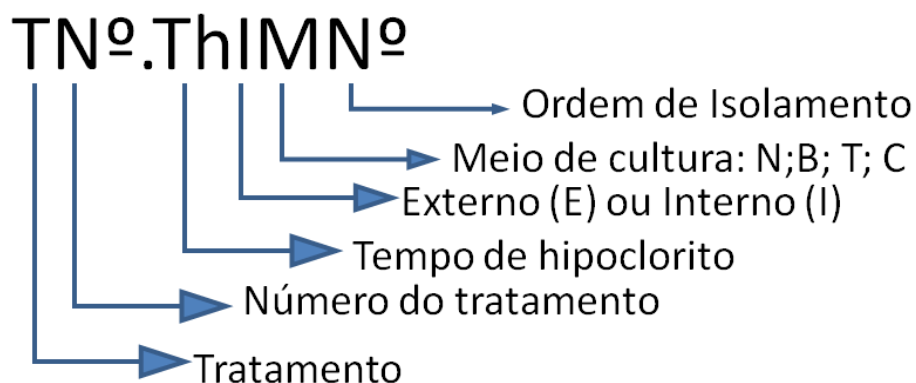 TNº.ThIMNº
Ordem de Isolamento
Meio de cultura: N;B; T; C
Externo (E) ou Interno (I)
Tempo de hipoclorito
Número do tratamento
Tratamento